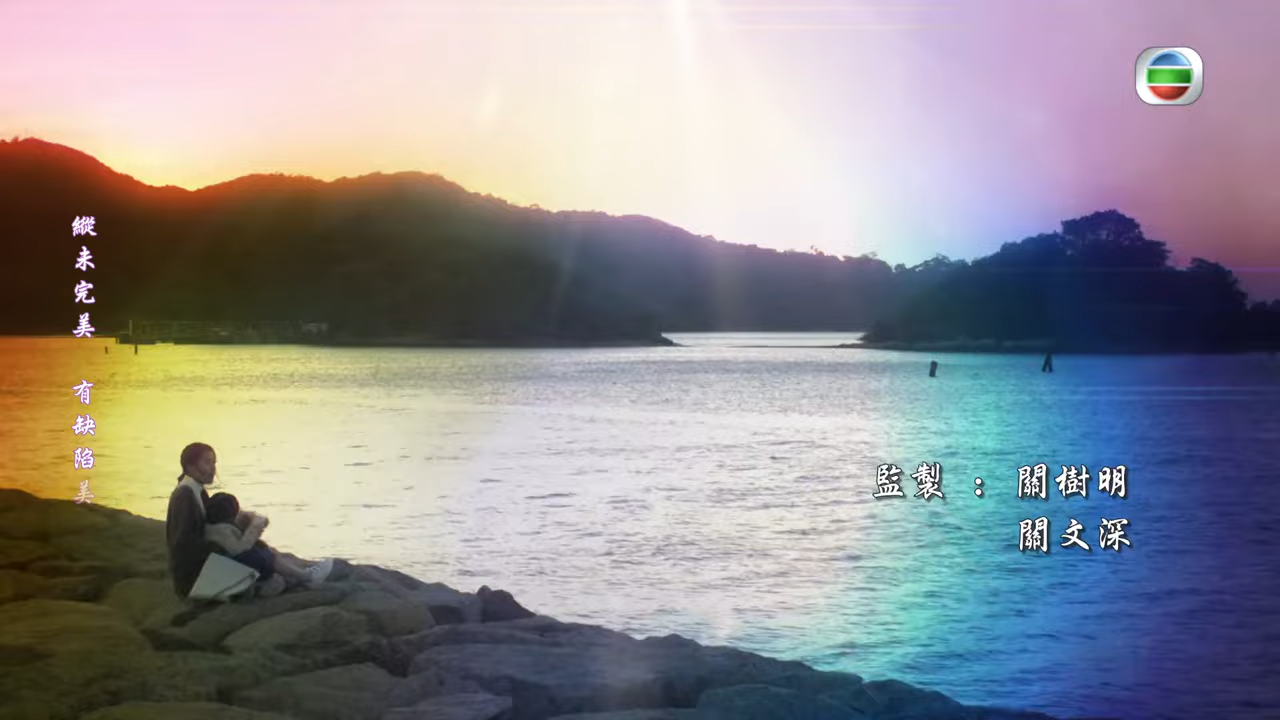 縱未完美 有缺陷美
監製 : 關樹明
關文深